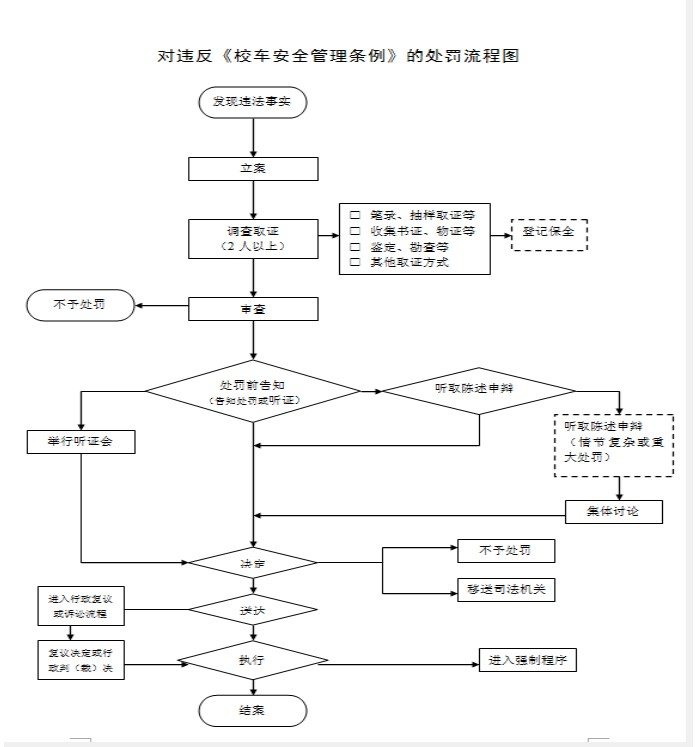 对违反《校车安全管理条例》的处罚流程图
发现违法事实
立案
调查取证
（2 人以上）
□ 笔录、抽样取证等
□ 收集书证、物证等
□ 鉴定、勘查等
□ 其他取证方式
登记保全
不予处罚
审查
处罚前告知
（告知处罚或听证）
听取陈述申辩
听取陈述申辩
（情节复杂或重
大处罚）
举行听证会
集体讨论
决定
不予处罚
移送司法机关
进入行政复议
或诉讼流程
送达
复议决定或行
政判（裁）决
执行
进入强制程序
结案